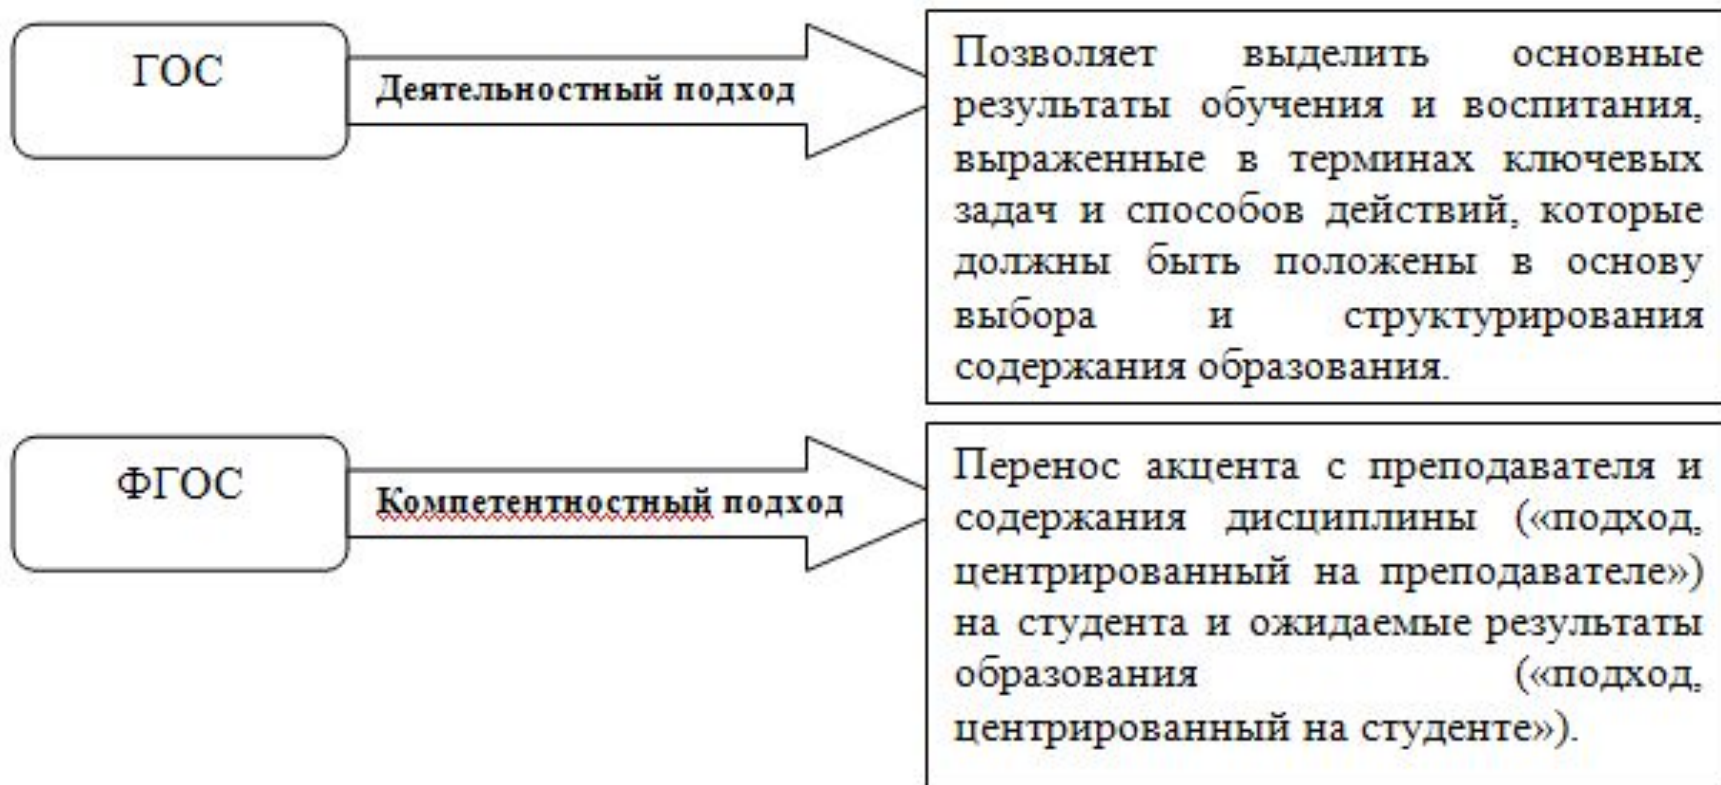 ГОС
Деятельностный подход
Позволяет выделить основные
результаты обучения и воспитания,
выраженные в терминах ключевых
задач и способов действий, которые
должны быть положены в основу
выбора и структурирования
содержания образования.
ФГОС
Компетентностный подход
Перенос акцента с преподавателя и
содержания дисциплины («подход,
центрированный на преподавателе»)
на студента и ожидаемые результаты
образования («подход,
центрированный на студенте»).